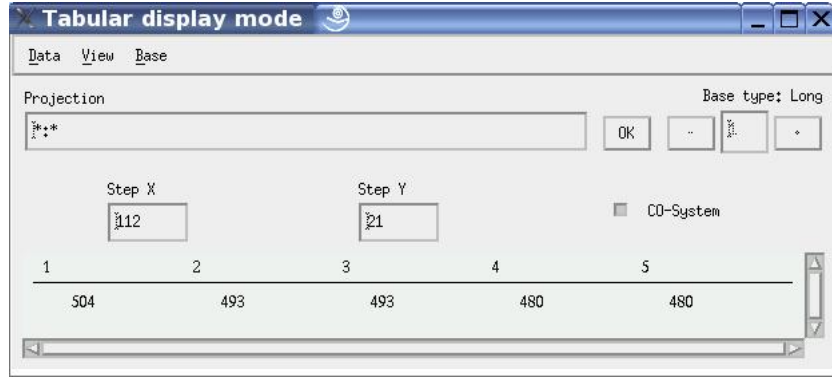 Tabular display mode
Data View Base
Projection
Base type: Long
*:*
OK
-
1
+
Step X
Step Y
112
21
CO-System
1 2 3 4 5
504 493 493 480 480